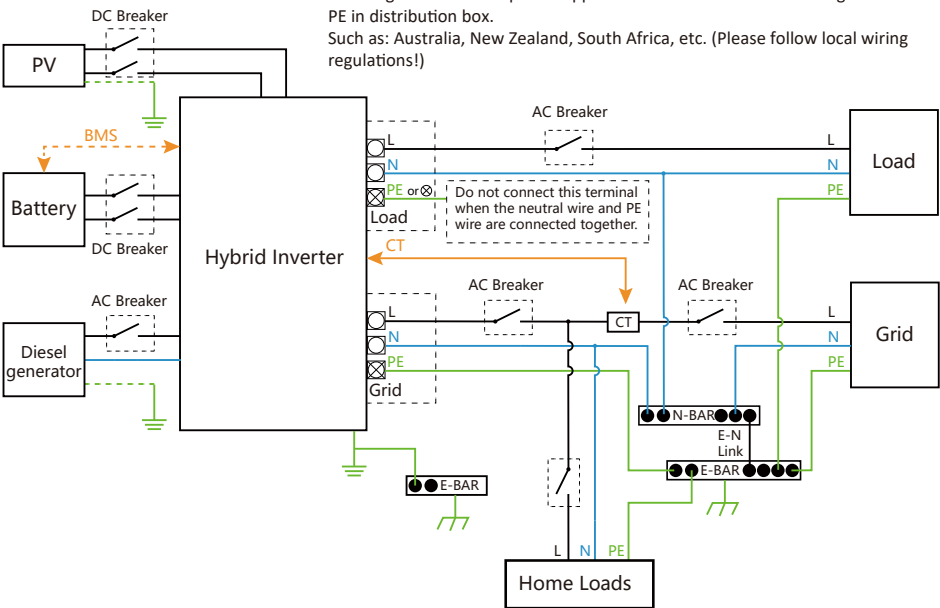 PE in distribution box.
Such as: Australia, New Zealand, South Africa, etc. (Please follow local wiring
regulations!)
DC Breaker
PV
BMS
Battery
DC Breaker
AC Breaker
Diesel
generator
Hybrid Inverter
L
N
PE or
Load
Do not connect this terminal
when the neutral wire and PE
wire are connected together.
AC Breaker
L
N
PE
Load
CT
AC Breaker
CT
AC Breaker
L
N
PE
Grid
L
N
PE
Grid
N-BAR
E-N
Link
E-BAR
E-BAR
L N PE
Home Loads